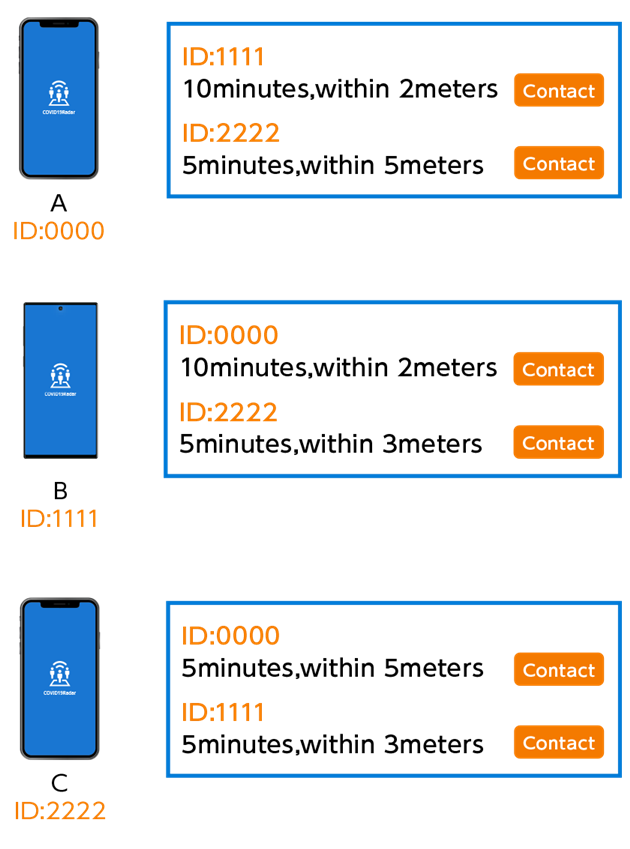 COVID19Radar
A
ID:0000
ID:1111
10minutes,within 2meters
Contact
ID:2222
5minutes,within 5meters
Contact
COVID19Radar
B
ID:1111
ID:0000
10minutes,within 2meters
Contact
ID:2222
5minutes,within 3meters
Contact
COVID19Radar
C
ID:2222
ID:0000
5minutes,within 5meters
Contact
ID:1111
5minutes,within 3meters
Contact